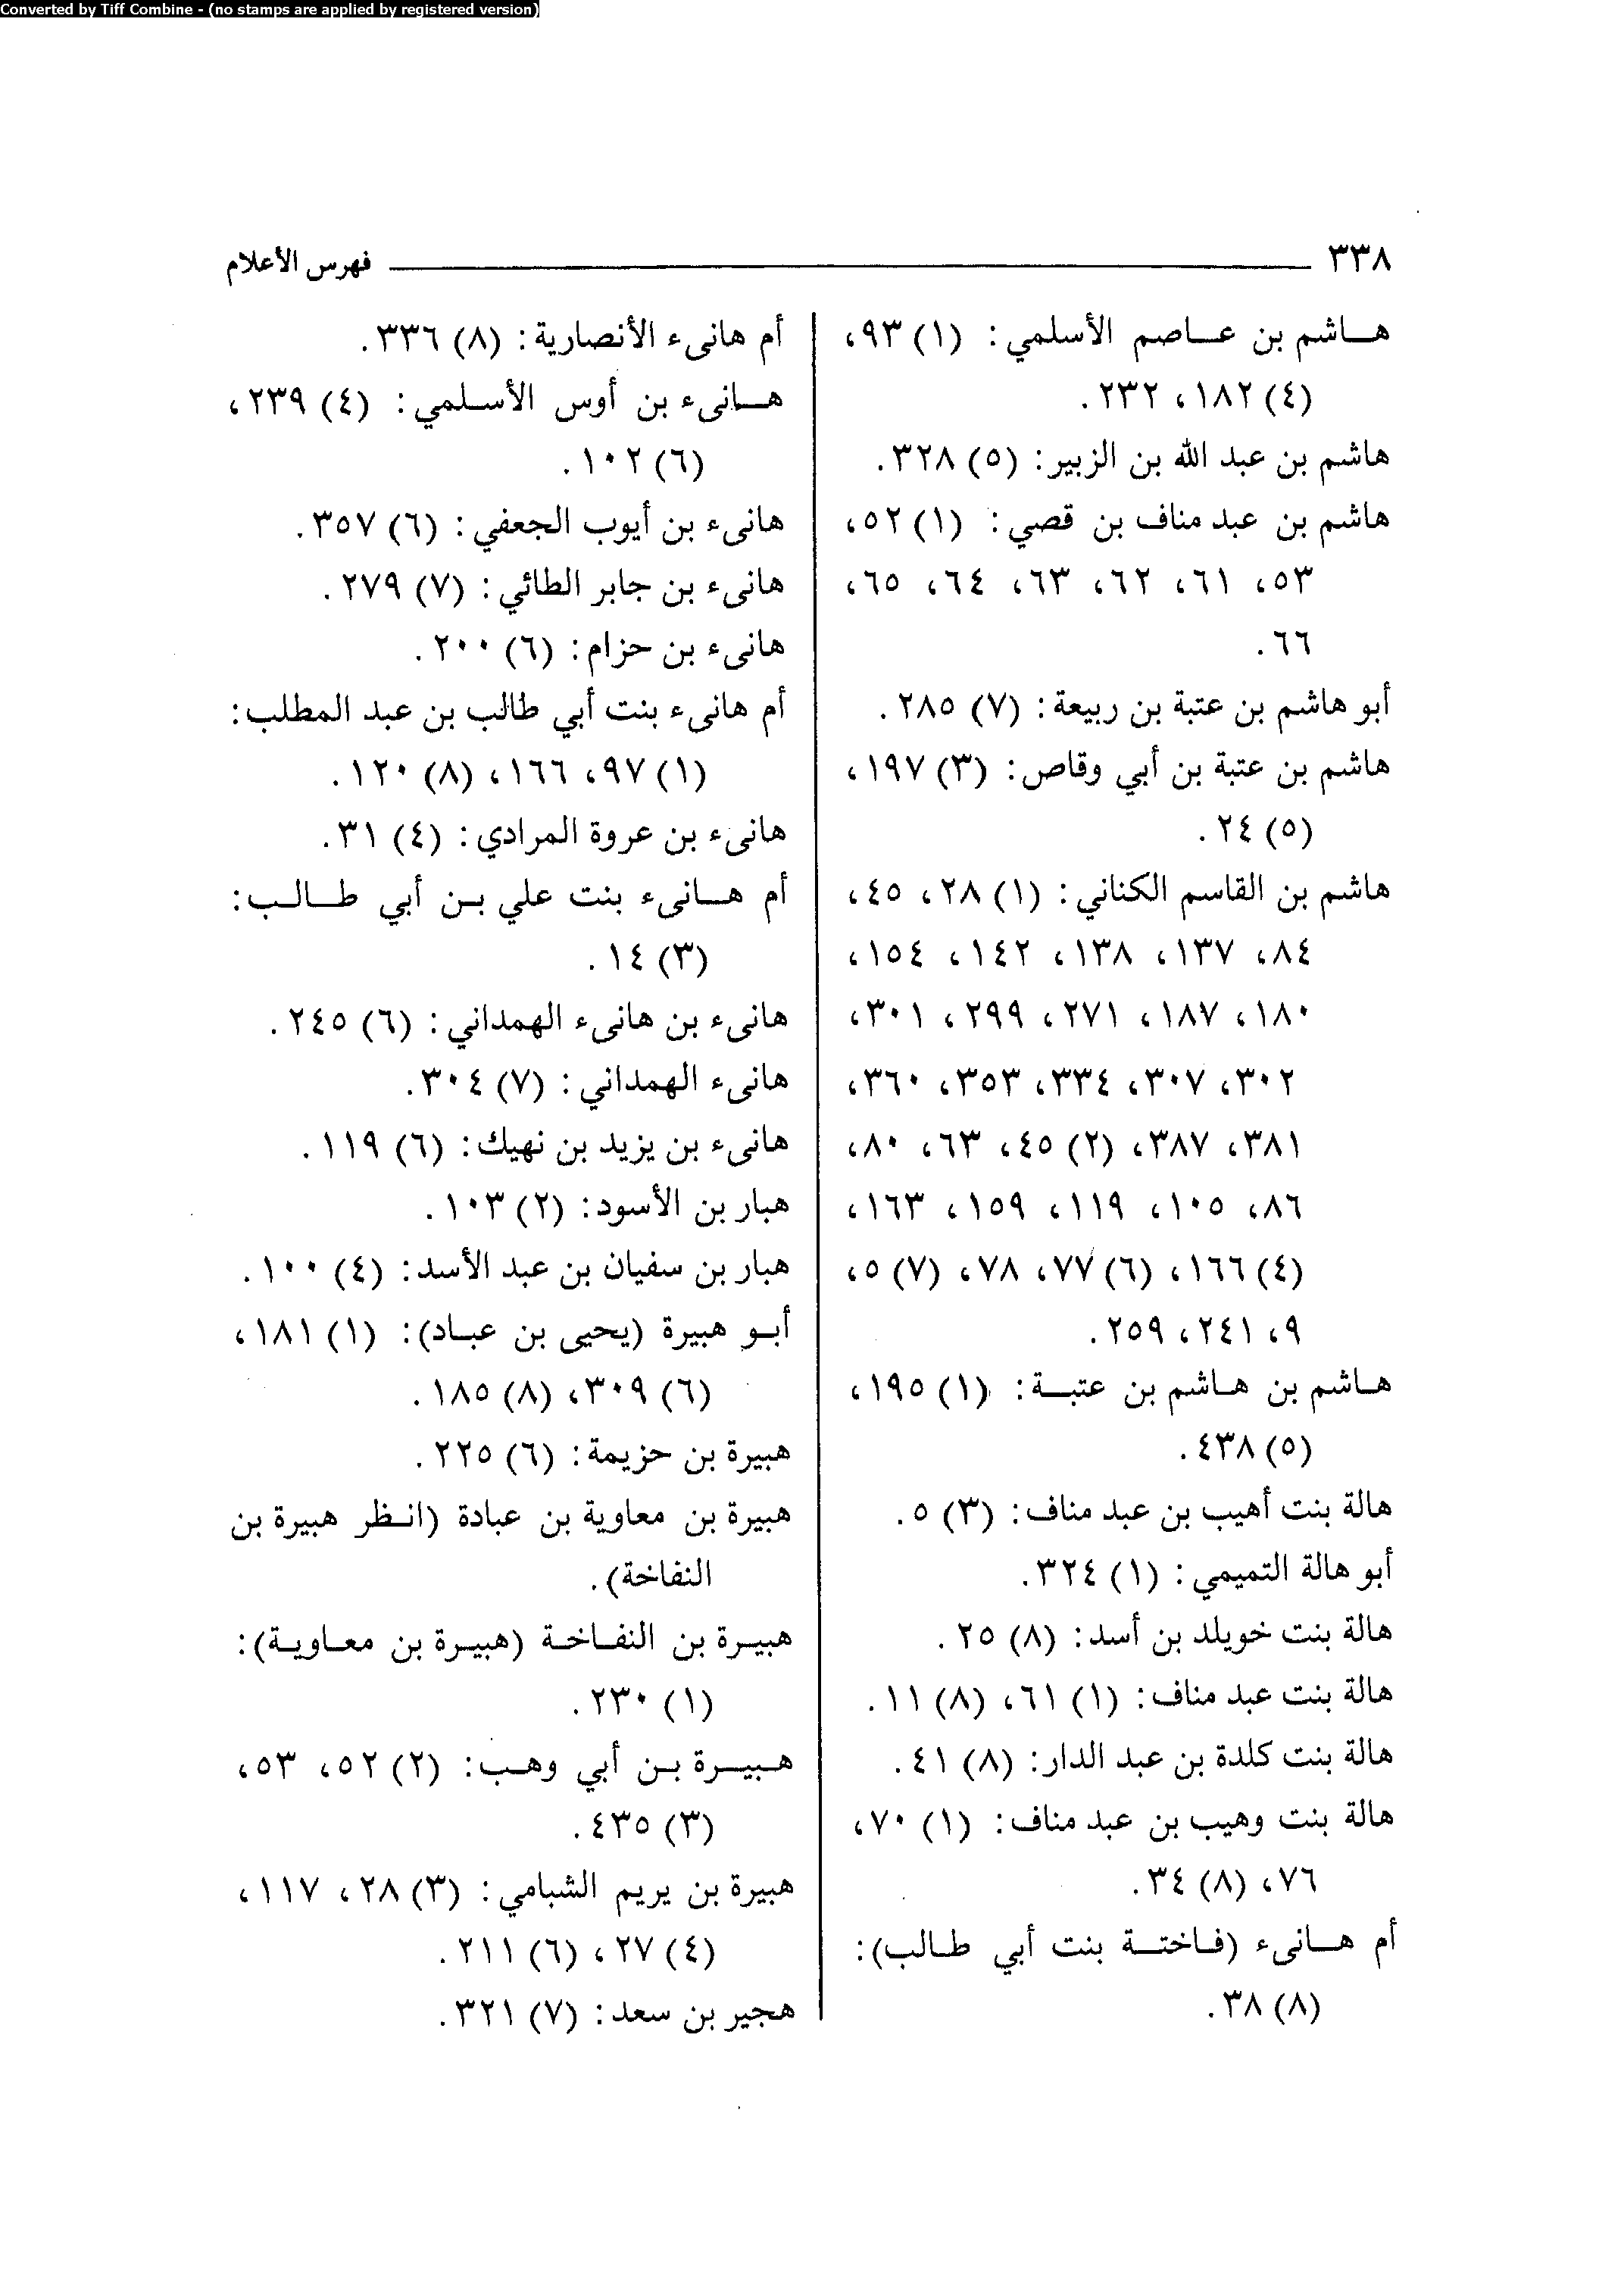 Converted by Tiff Combine - (no stamps are applied by registered version)
٣٣٨ فهرس الأعلام
هاشم بن عاصم الأسلمي: (١) ٩٣،
(٤) ١٨٢، ٢٣٢.
هاشم بن عبد الله بن الزبير: (٥) ٣٢٨.
هاشم بن عبد مناف بن قصي: (١) ٥٢،
٥٣، ٦١، ٦٢، ٦٣، ٦٤، ٦٥،
٦٦.
أبو هاشم بن عتبة بن ربيعة: (٧) ٢٨٥.
هاشم بن عتبة بن أبي وقاص: (٣) ١٩٧،
(٥) ٢٤.
هاشم بن القاسم الكناني: (١) ٢٨، ٤٥،
٨٤، ١٣٧، ١٣٨، ١٤٢، ١٥٤،
١٨٠، ١٨٧، ٢٧١، ٢٩٩، ٣٠١،
٣٠٢، ٣٠٧، ٣٣٤، ٣٥٣، ٣٦٠،
٣٨١، ٣٨٧، (٢) ٤٥، ٦٣، ٨٠،
٨٦، ١٠٥، ١١٩، ١٥٩، ١٦٣،
(٤) ١٦٦، (٦) ٧٧، ٧٨، (٧) ٥،
٩، ٢٤١، ٢٥٩.
هاشم بن هاشم بن عتبة: (١) ١٩٥،
(٥) ٤٣٨.
هالة بنت أهيب بن عبد مناف: (٣) ٥.
أبو هالة التميمي: (١) ٣٢٤.
هالة بنت خويلد بن أسد: (٨) ٢٥.
هالة بنت عبد مناف: (١) ٦١، (٨) ١١.
هالة بنت كلدة بن عبد الدار: (٨) ٤١.
هالة بنت وهيب بن عبد مناف: (١) ٧٠،
٧٦، (٨) ٣٤.
أم هانىء (فاختة بنت أبي طالب):
(٨) ٣٨.
أم هانىء الأنصارية: (٨) ٣٣٦.
هانىء بن أوس الأسلمي: (٤) ٢٣٩،
(٦) ١٠٢.
هانىء بن أيوب الجعفي: (٦) ٣٥٧.
هانىء بن جابر الطائي: (٧) ٢٧٩.
هانىء بن حزام: (٦) ٢٠٠.
أم هانىء بنت أبي طالب بن عبد المطلب:
(١) ٩٧، ١٦٦، (٨) ١٢٠.
هانىء بن عروة المرادي: (٤) ٣١.
أم هانىء بنت علي بن أبي طالب:
(٣) ١٤.
هانىء بن هانىء الهمداني: (٦) ٢٤٥.
هانىء الهمداني: (٧) ٣٠٤.
هانىء بن يزيد بن نهيك: (٦) ١١٩.
هبار بن الأسود: (٢) ١٠٣.
هبار بن سفيان بن عبد الأسد: (٤) ١٠٠.
أبو هبيرة (يحيى بن عباد): (١) ١٨١،
(٦) ٣٠٩، (٨) ١٨٥.
هبيرة بن حزيمة: (٦) ٢٢٥.
هبيرة بن معاوية بن عبادة (انظر هبيرة بن
النفاخة).
هبيرة بن النفاخة (هبيرة بن معاوية):
(١) ٢٣٠.
هبيرة بن أبي وهب: (٢) ٥٢، ٥٣،
(٣) ٤٣٥.
هبيرة بن يريم الشبامي: (٣) ٢٨، ١١٧،
(٤) ٢٧، (٦) ٢١١.
هجير بن سعد: (٧) ٣٢١.